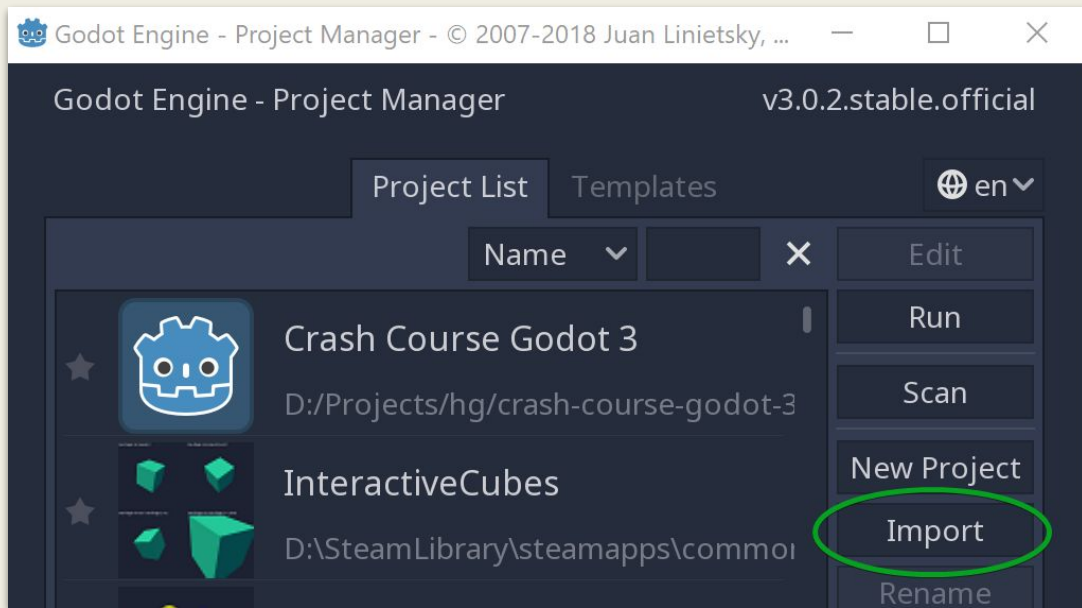 Godot Engine - Project Manager - © 2007-2018 Juan Linietsky, ...
Godot Engine - Project Manager
v3.0.2.stable.official
Project List
Templates
en
Name
Edit
Crash Course Godot 3
D:/Projects/hg/crash-course-godot-3
Run
Scan
InteractiveCubes
D:\SteamLibrary\steamapps\common
New Project
Import
Rename